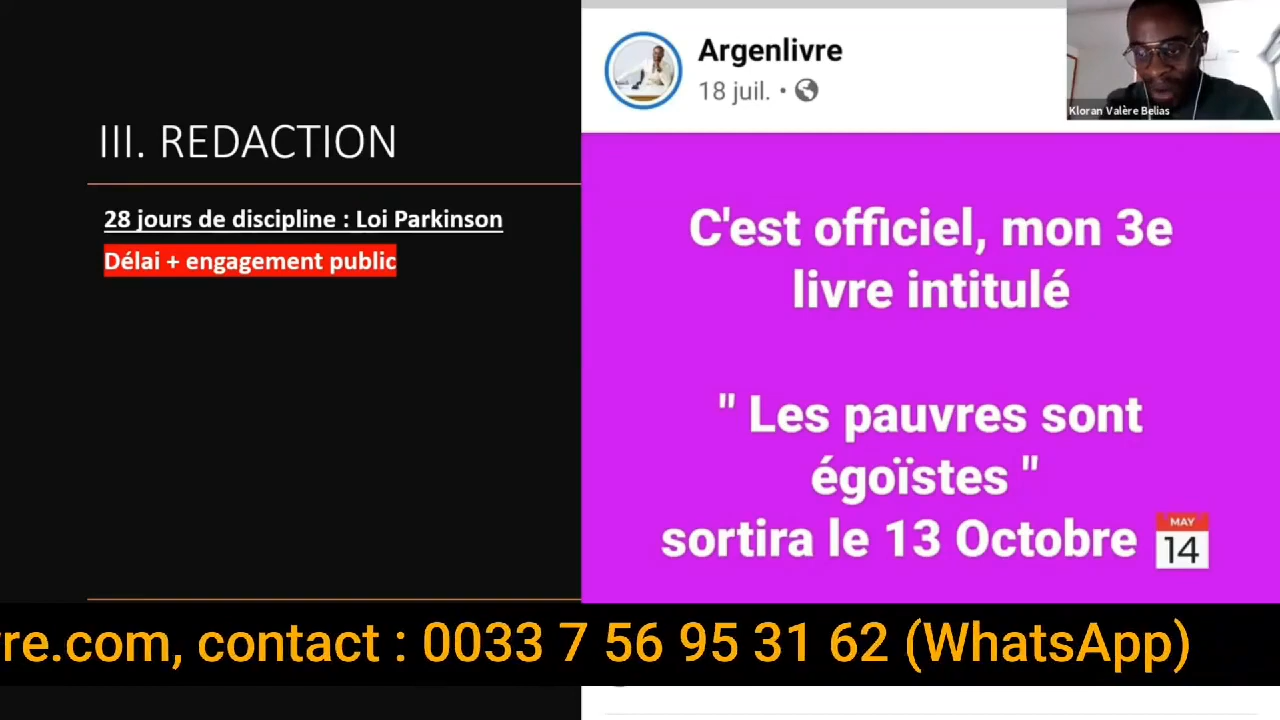 III. REDACTION
28 jours de discipline : Loi Parkinson
Délai + engagement public
Argenlivre
18 juil. •
Kloran Valère Belias
C'est officiel, mon 3e
livre intitulé
" Les pauvres sont
égoïstes "
sortira le 13 Octobre
MAY
14
vre.com, contact : 0033 7 56 95 31 62 (WhatsApp)